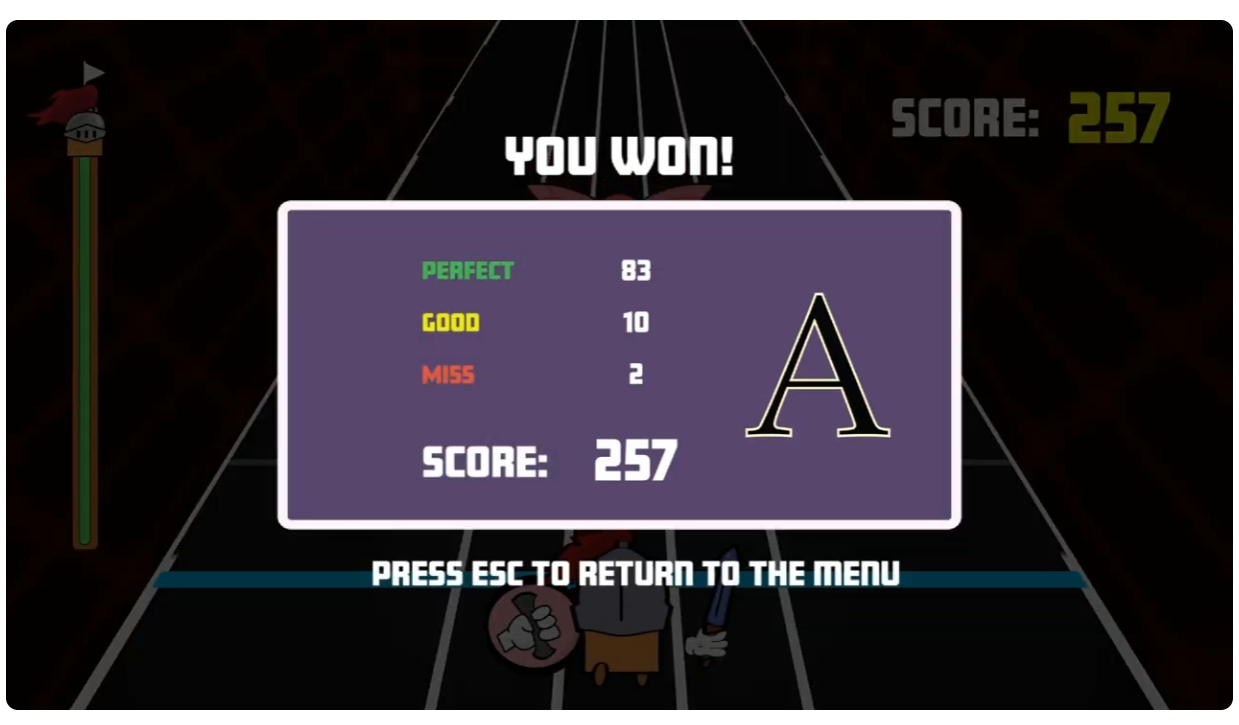 SCORE: 257
YOU WON!
PERFECT 83
GOOD 10
MISS 2
A
SCORE: 257
PRESS ESC TO RETURN TO THE MENU